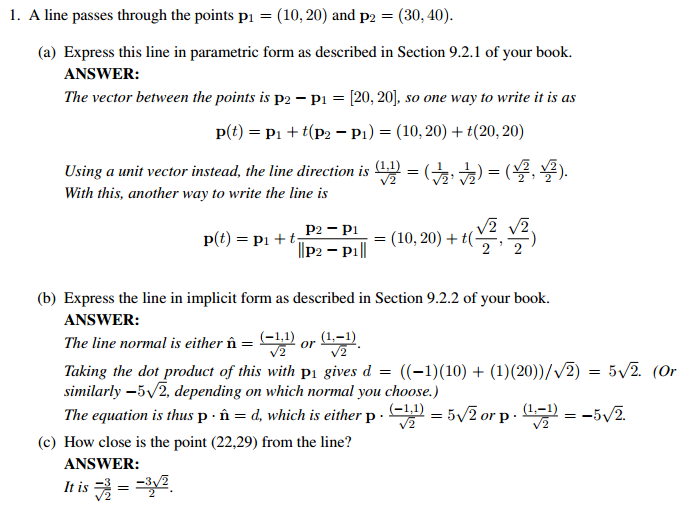 1. A line passes through the points p₁ = (10, 20) and p₂ = (30, 40).
(a) Express this line in parametric form as described in Section 9.2.1 of your book.
ANSWER:
The vector between the points is p₂ − p₁ = [20, 20], so one way to write it is as
p(t) = p₁ + t(p₂ − p₁) = (10, 20) + t(20, 20)
Using a unit vector instead, the line direction is (1,1)/√2 = (1/√2, 1/√2) = (√2/2, √2/2).
With this, another way to write the line is
p(t) = p₁ + t (p₂ − p₁)/‖p₂ − p₁‖ = (10, 20) + t(√2/2, √2/2)
(b) Express the line in implicit form as described in Section 9.2.2 of your book.
ANSWER:
The line normal is either n̂ = (−1,1)/√2 or (1,−1)/√2.
Taking the dot product of this with p₁ gives d = ((−1)(10) + (1)(20))/√2) = 5√2. (Or
similarly −5√2, depending on which normal you choose.)
The equation is thus p · n̂ = d, which is either p · (−1,1)/√2 = 5√2 or p · (1,−1)/√2 = −5√2.
(c) How close is the point (22,29) from the line?
ANSWER:
It is −3/√2 = −3√2/2.